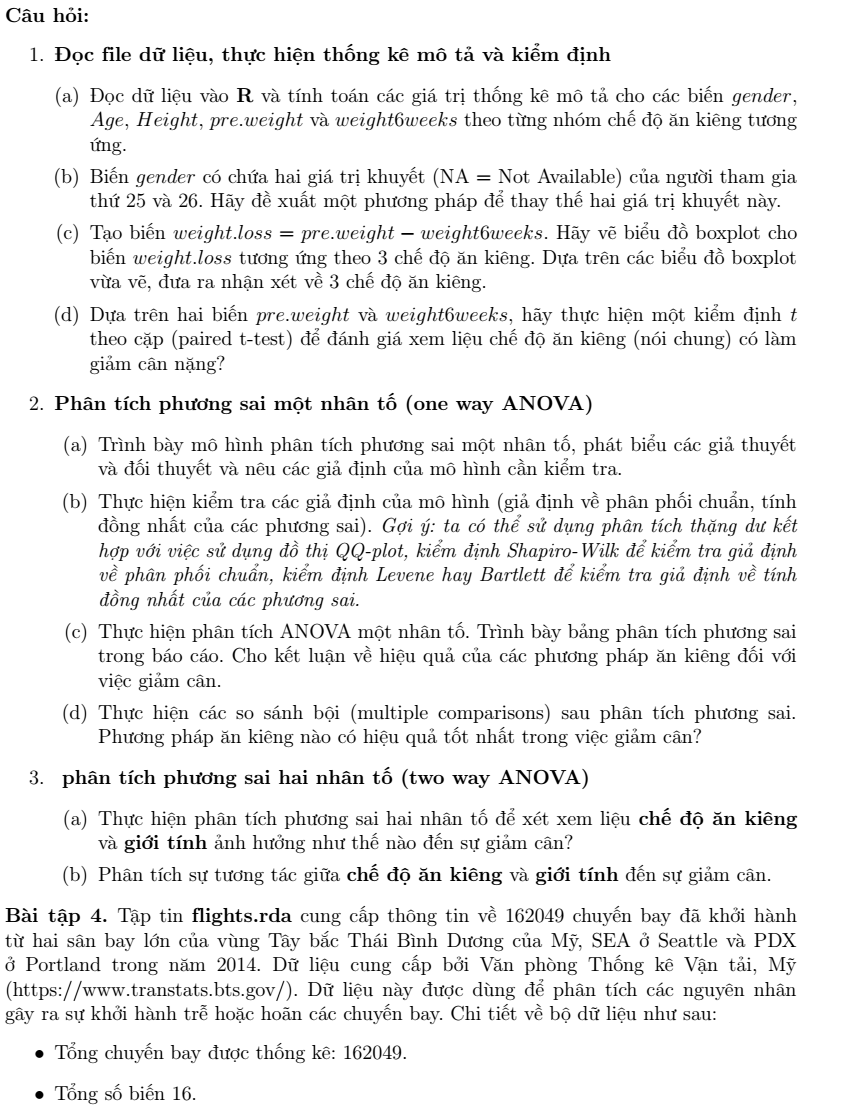 Câu hỏi:
1. Đọc file dữ liệu, thực hiện thống kê mô tả và kiểm định
(a) Đọc dữ liệu vào R và tính toán các giá trị thống kê mô tả cho các biến gender,
Age, Height, pre.weight và weight6weeks theo từng nhóm chế độ ăn kiêng tương
ứng.
(b) Biến gender có chứa hai giá trị khuyết (NA = Not Available) của người tham gia
thứ 25 và 26. Hãy đề xuất một phương pháp để thay thế hai giá trị khuyết này.
(c) Tạo biến weight.loss = pre.weight − weight6weeks. Hãy vẽ biểu đồ boxplot cho
biến weight.loss tương ứng theo 3 chế độ ăn kiêng. Dựa trên các biểu đồ boxplot
vừa vẽ, đưa ra nhận xét về 3 chế độ ăn kiêng.
(d) Dựa trên hai biến pre.weight và weight6weeks, hãy thực hiện một kiểm định t
theo cặp (paired t-test) để đánh giá xem liệu chế độ ăn kiêng (nói chung) có làm
giảm cân nặng?
2. Phân tích phương sai một nhân tố (one way ANOVA)
(a) Trình bày mô hình phân tích phương sai một nhân tố, phát biểu các giả thuyết
và đối thuyết và nêu các giả định của mô hình cần kiểm tra.
(b) Thực hiện kiểm tra các giả định của mô hình (giả định về phân phối chuẩn, tính
đồng nhất của các phương sai). Gợi ý: ta có thể sử dụng phân tích thặng dư kết
hợp với việc sử dụng đồ thị QQ-plot, kiểm định Shapiro-Wilk để kiểm tra giả định
về phân phối chuẩn, kiểm định Levene hay Bartlett để kiểm tra giả định về tính
đồng nhất của các phương sai.
(c) Thực hiện phân tích ANOVA một nhân tố. Trình bày bảng phân tích phương sai
trong báo cáo. Cho kết luận về hiệu quả của các phương pháp ăn kiêng đối với
việc giảm cân.
(d) Thực hiện các so sánh bội (multiple comparisons) sau phân tích phương sai.
Phương pháp ăn kiêng nào có hiệu quả tốt nhất trong việc giảm cân?
3. phân tích phương sai hai nhân tố (two way ANOVA)
(a) Thực hiện phân tích phương sai hai nhân tố để xét xem liệu chế độ ăn kiêng
và giới tính ảnh hưởng như thế nào đến sự giảm cân?
(b) Phân tích sự tương tác giữa chế độ ăn kiêng và giới tính đến sự giảm cân.
Bài tập 4. Tập tin flights.rda cung cấp thông tin về 162049 chuyến bay đã khởi hành
từ hai sân bay lớn của vùng Tây bắc Thái Bình Dương của Mỹ, SEA ở Seattle và PDX
ở Portland trong năm 2014. Dữ liệu cung cấp bởi Văn phòng Thống kê Vận tải, Mỹ
(https://www.transtats.bts.gov/). Dữ liệu này được dùng để phân tích các nguyên nhân
gây ra sự khởi hành trễ hoặc hoãn các chuyến bay. Chi tiết về bộ dữ liệu như sau:
• Tổng chuyến bay được thống kê: 162049.
• Tổng số biến 16.